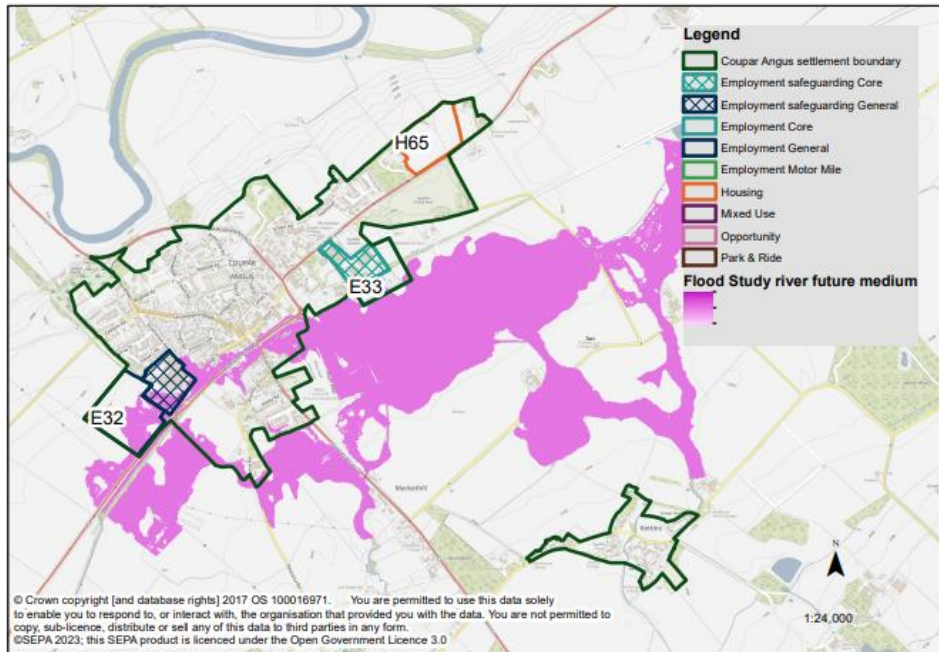 Legend
Coupar Angus settlement boundary
Employment safeguarding Core
Employment safeguarding General
Employment Core
Employment General
Employment Motor Mile
Housing
Mixed Use
Opportunity
Park & Ride
Flood Study river future medium
H65
E33
COUPAR
ANGUS
E32
Markethill
Kettins
N
1:24,000
© Crown copyright [and database rights] 2017 OS 100016971. You are permitted to use this data solely
to enable you to respond to, or interact with, the organisation that provided you with the data. You are not permitted to
copy, sub-licence, distribute or sell any of this data to third parties in any form.
©SEPA 2023; this SEPA product is licenced under the Open Government Licence 3.0